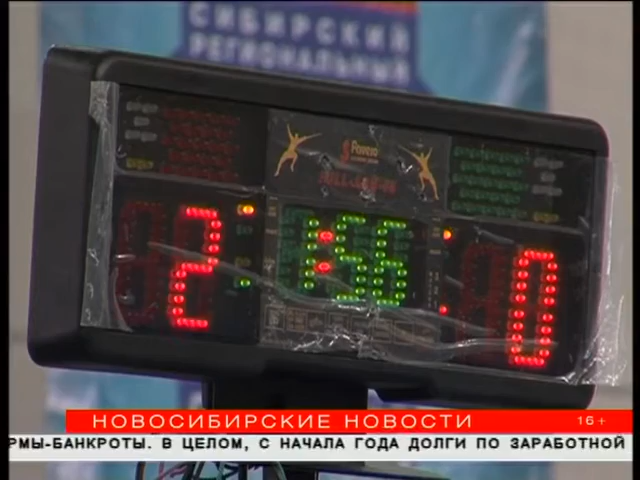 СИБИРСКИЙ
РЕГИОНАЛЬНЫЙ
2
1:56
0
НОВОСИБИРСКИЕ НОВОСТИ
16+
РМЫ-БАНКРОТЫ. В ЦЕЛОМ, С НАЧАЛА ГОДА ДОЛГИ ПО ЗАРАБОТНОЙ